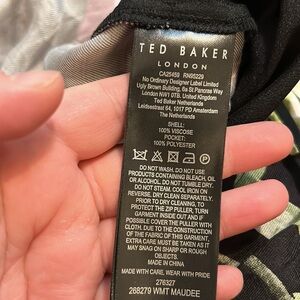 TED BAKER
LONDON
CA25459 RN95229
No Ordinary Designer Label Limited
Ugly Brown Building, 6a St Panorse Way
London NW1 0TB. United Kingdom
Ted Baker Netherlands
Leidsestraat 64, 1017 PD Amsterdam
The Netherlands
SHELL:
100% VISCOSE
POCKET:
100% POLYESTER
DO NOT WASH. DO NOT USE
PRODUCTS CONTAINING BLEACH, OIL
OR ALCOHOL. DO NOT TUMBLE DRY.
DO NOT STEAM. COOL IRON ON
REVERSE. DRY CLEAN SEPARATELY.
PRIOR TO DRYCLEANING, TO PROTECT
THE ZIP PULLER, TURN
GARMENT INSIDE OUT AND IF
POSSIBLE COVER THE PULLER WITH
CLOTH. DUE TO THE CONSTRUCTION
OF THE FABRIC OF THIS GARMENT,
EXTRA CARE MUST BE TAKEN AS IT
MAY SNAG ON SHARP OR ROUGH
OBJECTS.
MADE IN CHINA
MADE WITH CARE, WEAR WITH PRIDE
276327
268279 WMT MAUDEE